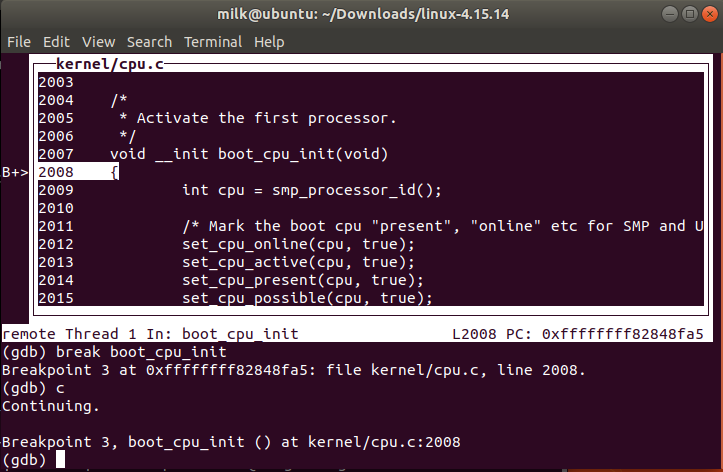 milk@ubuntu: ~/Downloads/linux-4.15.14
File Edit View Search Terminal Help
kernel/cpu.c
2003
2004    /*
2005     * Activate the first processor.
2006     */
2007    void __init boot_cpu_init(void)
B+> 2008    {
2009            int cpu = smp_processor_id();
2010
2011            /* Mark the boot cpu "present", "online" etc for SMP and U
2012            set_cpu_online(cpu, true);
2013            set_cpu_active(cpu, true);
2014            set_cpu_present(cpu, true);
2015            set_cpu_possible(cpu, true);
remote Thread 1 In: boot_cpu_init                 L2008 PC: 0xffffffff82848fa5
(gdb) break boot_cpu_init
Breakpoint 3 at 0xffffffff82848fa5: file kernel/cpu.c, line 2008.
(gdb) c
Continuing.
Breakpoint 3, boot_cpu_init () at kernel/cpu.c:2008
(gdb)